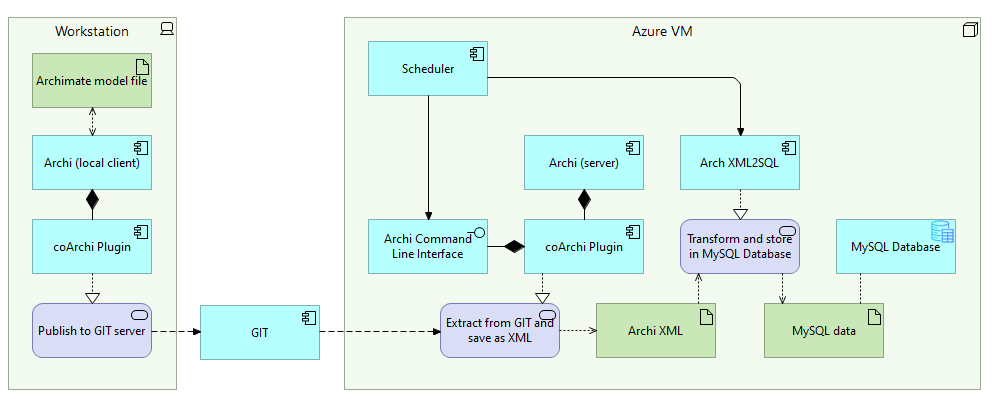 Workstation
Archimate model file
Archi (local client)
coArchi Plugin
Publish to GIT server
GIT
Azure VM
Scheduler
Archi (server)
Arch XML2SQL
Archi Command
Line Interface
coArchi Plugin
Transform and store
in MySQL Database
MySQL Database
Extract from GIT and
save as XML
Archi XML
MySQL data